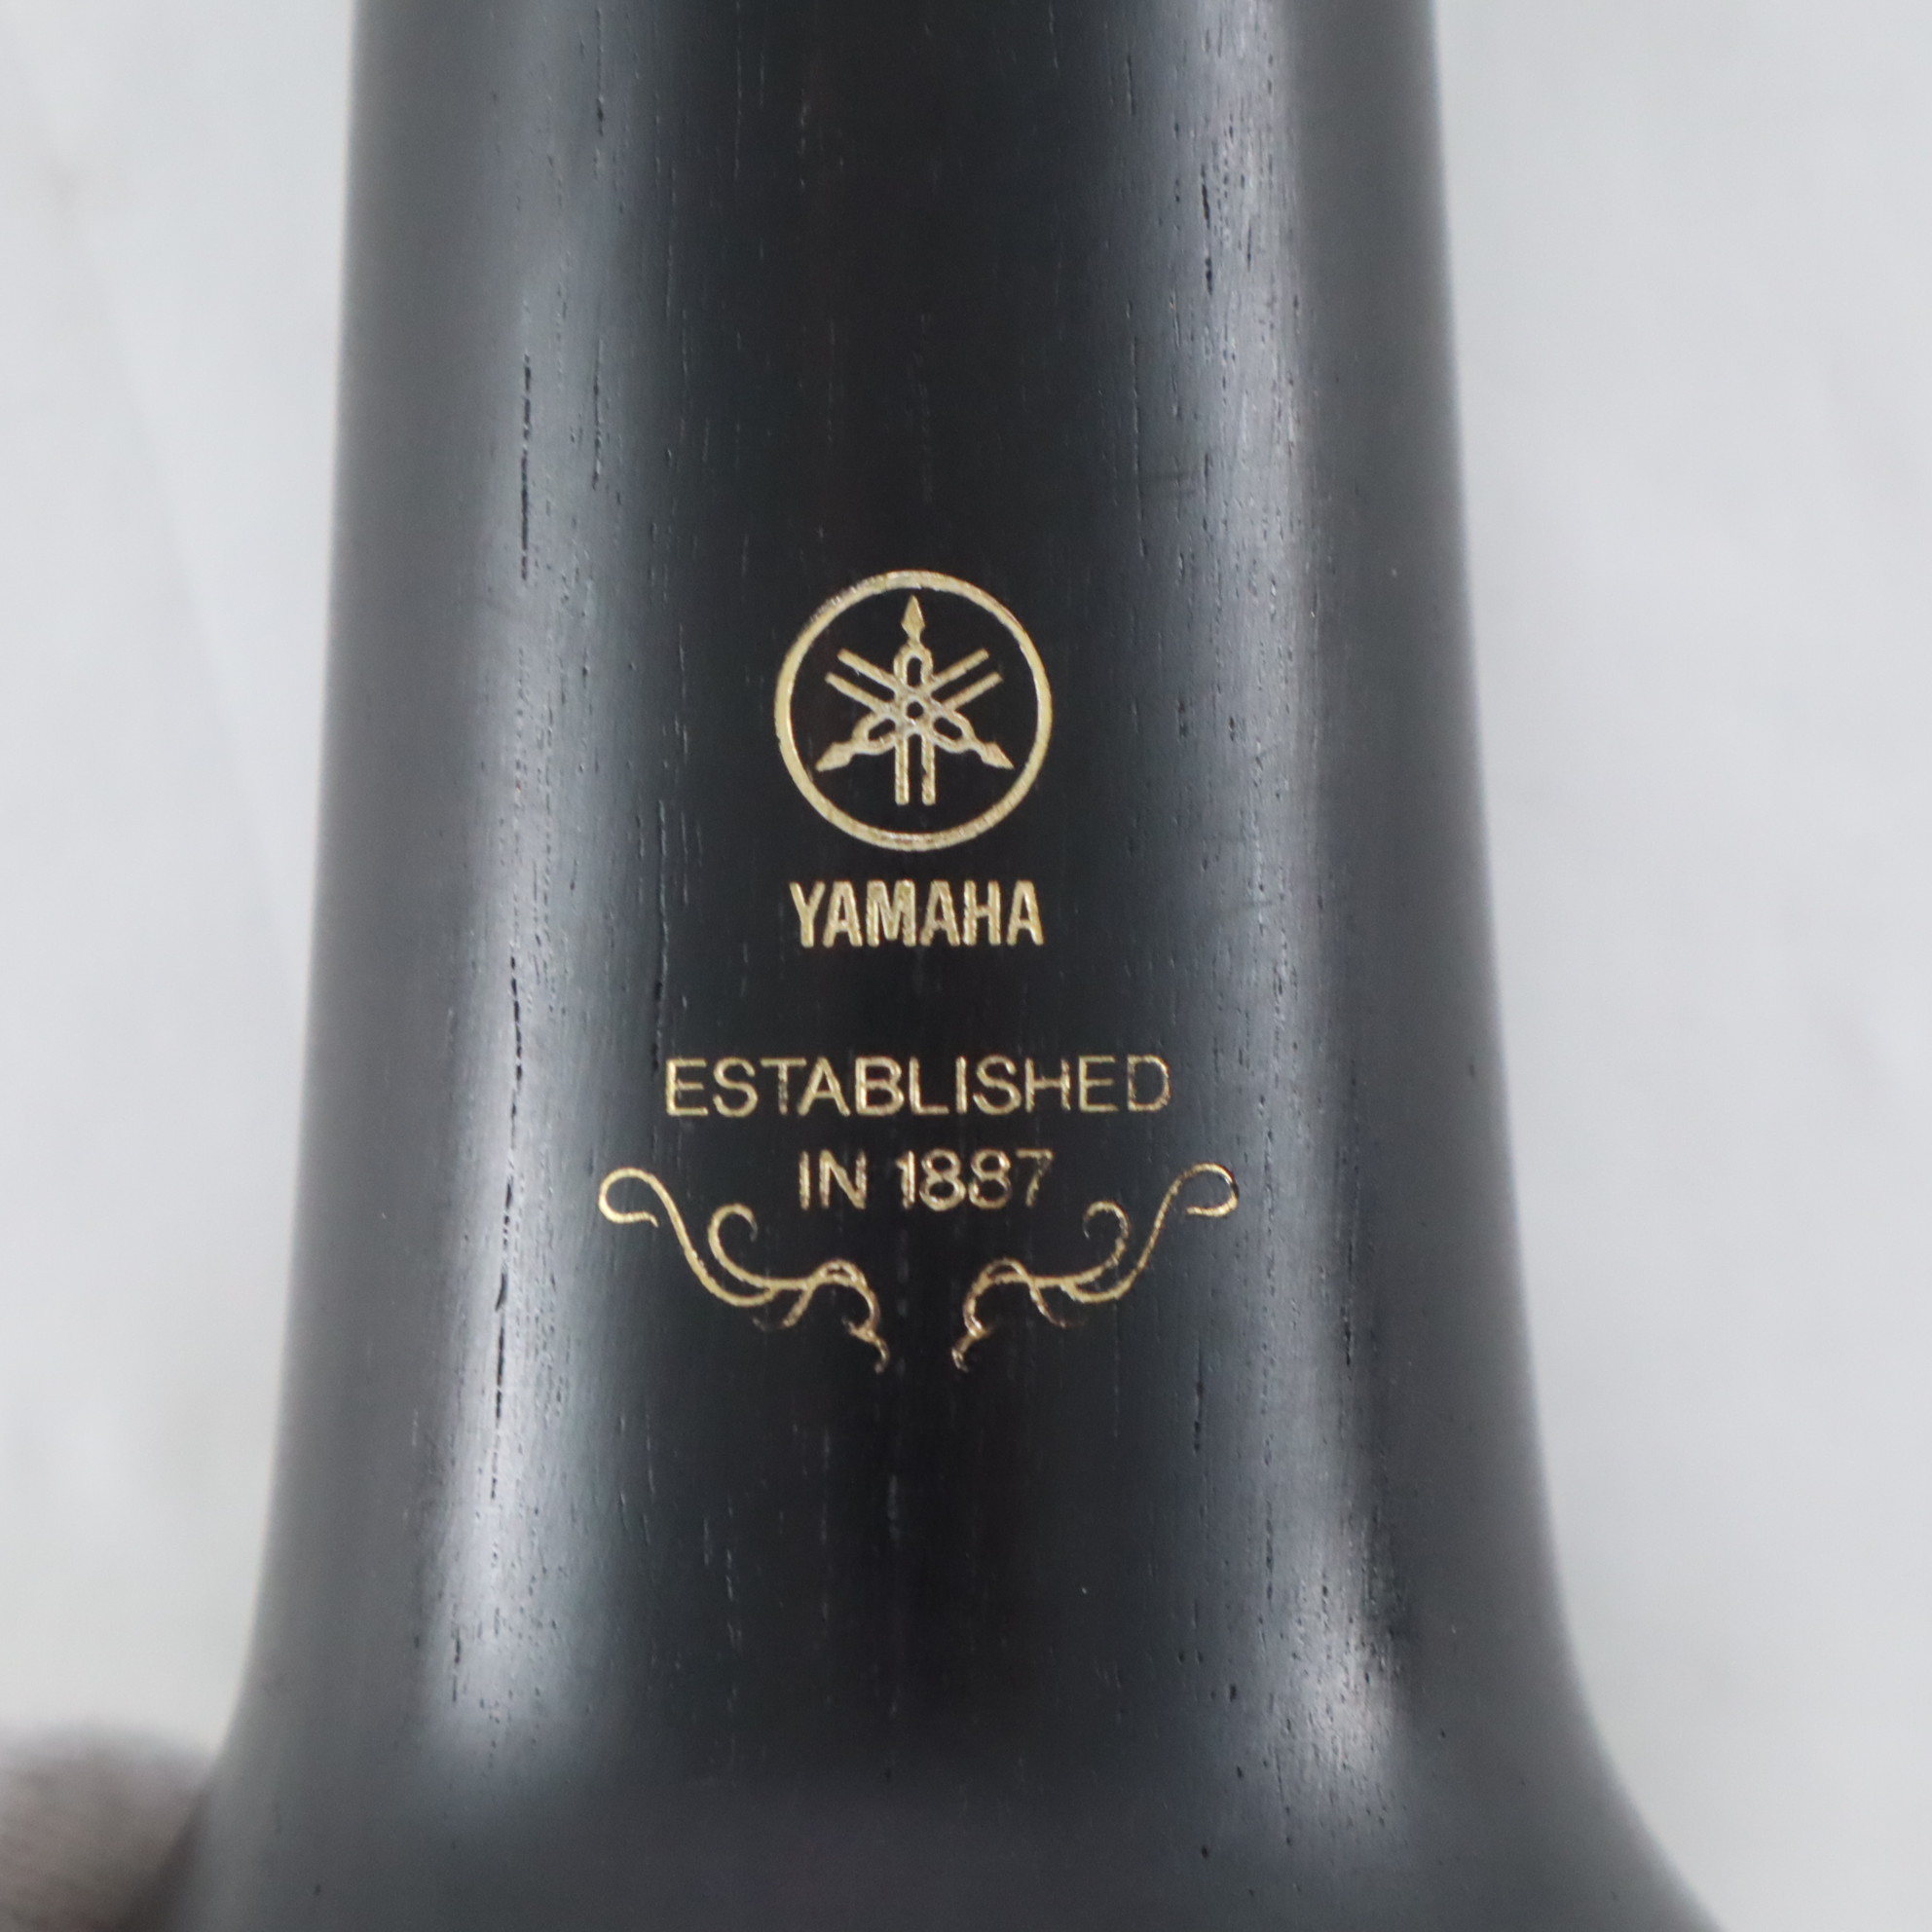 YAMAHA
ESTABLISHED
IN 1887